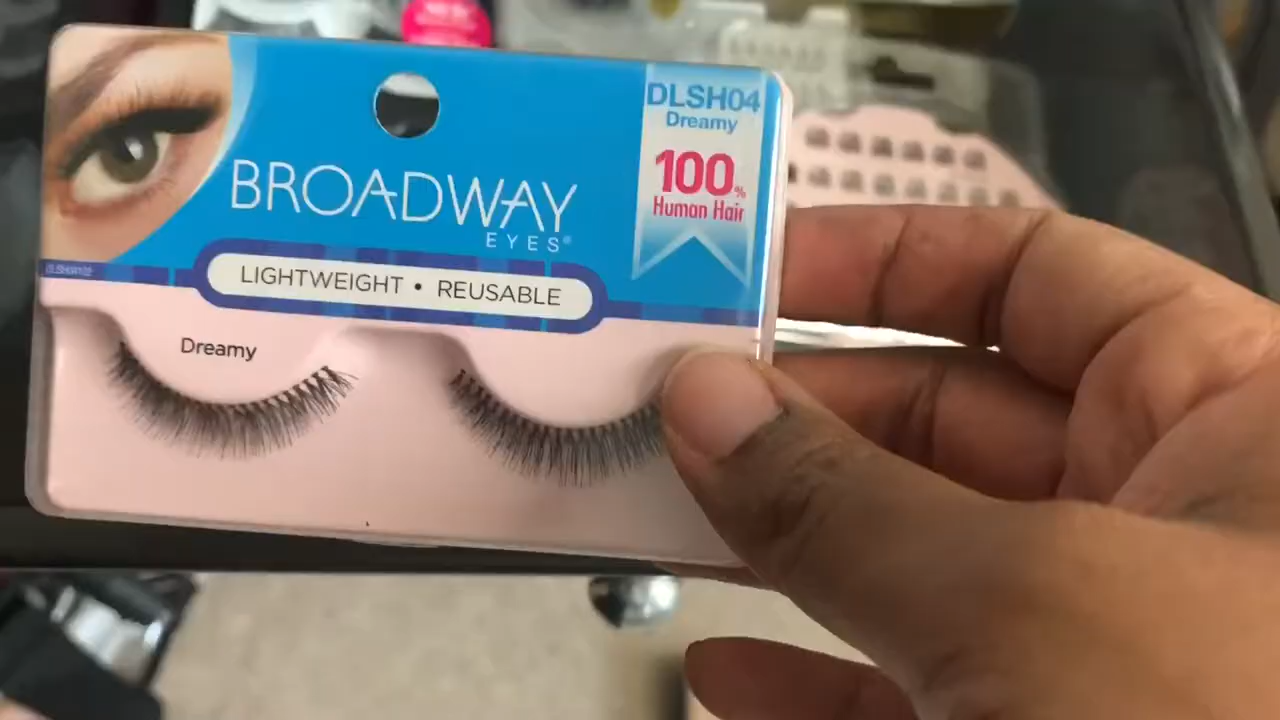 DLSH04
Dreamy
100%
Human Hair
BROADWAY
EYES®
LIGHTWEIGHT • REUSABLE
Dreamy